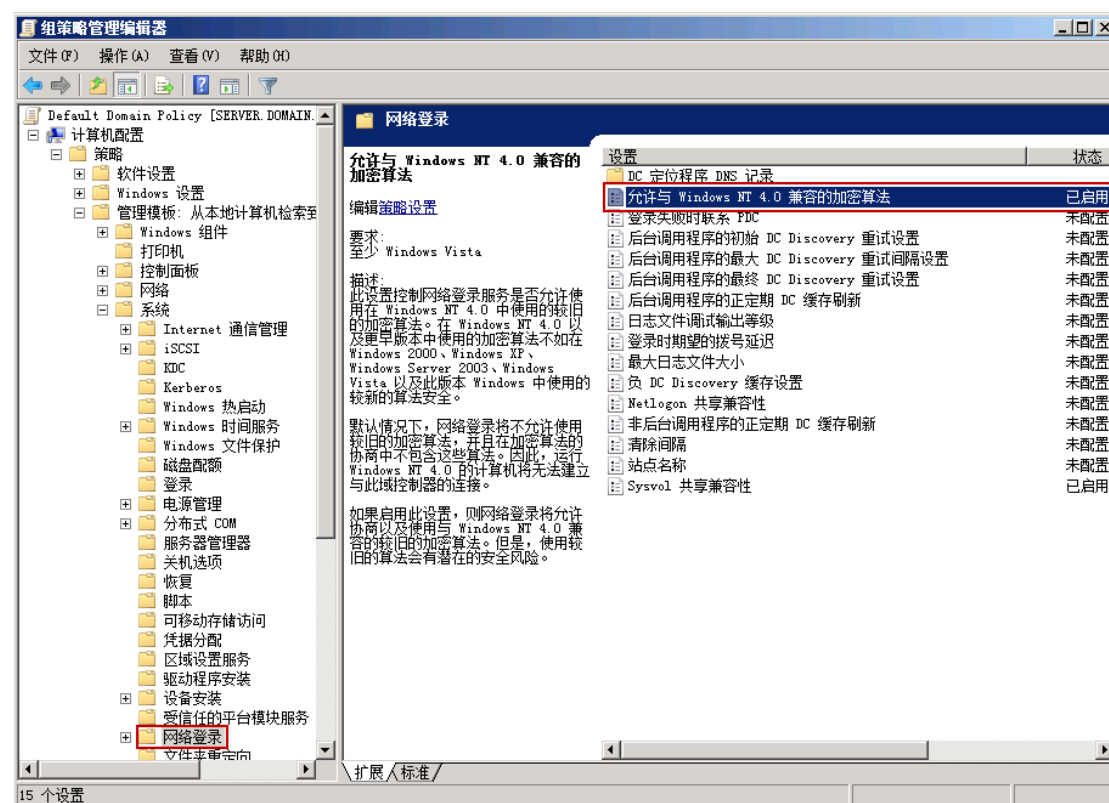 组策略管理编辑器
文件(F) 操作(A) 查看(V) 帮助(H)
Default Domain Policy [SERVER.DOMAIN.
计算机配置
策略
软件设置
Windows 设置
管理模板: 从本地计算机检索到
Windows 组件
打印机
控制面板
网络
系统
Internet 通信管理
iSCSI
KDC
Kerberos
Windows 热启动
Windows 时间服务
Windows 文件保护
磁盘配额
登录
电源管理
分布式 COM
服务器管理器
关机选项
恢复
脚本
可移动存储访问
凭据分配
区域设置服务
驱动程序安装
设备安装
受信任的平台模块服务
网络登录
文件夹重定向
网络登录
允许与 Windows NT 4.0 兼容的
加密算法
编辑策略设置
要求:
至少 Windows Vista
描述:
此设置控制网络登录服务是否允许使
用在 Windows NT 4.0 中使用的较旧
的加密算法。在 Windows NT 4.0 以
及更早版本中使用的加密算法不如在
Windows 2000、Windows XP、
Windows Server 2003、Windows
Vista 以及此版本 Windows 中使用的
较新的算法安全。
默认情况下，网络登录将不允许使用
较旧的加密算法，并且在加密算法的
协商中不包含这些算法。因此，运行
Windows NT 4.0 的计算机将无法建立
与此域控制器的连接。
如果启用此设置，则网络登录将允许
协商以及使用与 Windows NT 4.0 兼
容的较旧的加密算法。但是，使用较
旧的算法会有潜在的安全风险。
设置 状态
DC 定位程序 DNS 记录
允许与 Windows NT 4.0 兼容的加密算法 已启用
登录失败时联系 PDC 未配置
后台调用程序的初始 DC Discovery 重试设置 未配置
后台调用程序的最大 DC Discovery 重试间隔设置 未配置
后台调用程序的最终 DC Discovery 重试设置 未配置
后台调用程序的正定期 DC 缓存刷新 未配置
日志文件调试输出等级 未配置
登录时期望的拨号延迟 未配置
最大日志文件大小 未配置
负 DC Discovery 缓存设置 未配置
Netlogon 共享兼容性 未配置
非后台调用程序的正定期 DC 缓存刷新 未配置
清除间隔 未配置
站点名称 未配置
Sysvol 共享兼容性 已启用
扩展 标准
15 个设置